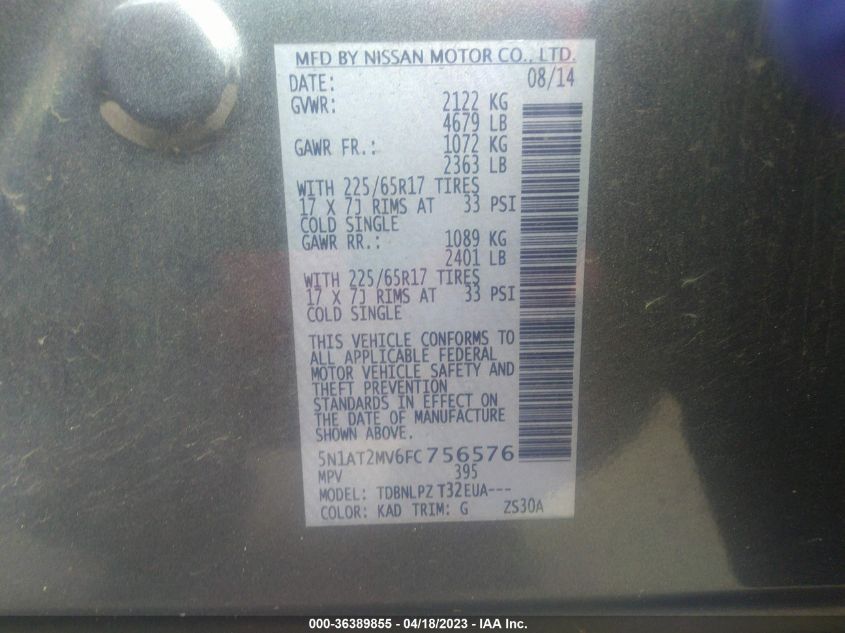 MFD BY NISSAN MOTOR CO., LTD.
DATE: 08/14
GVWR: 2122 KG
4679 LB
GAWR FR.: 1072 KG
2363 LB
WITH 225/65R17 TIRES
17 X 7J RIMS AT 33 PSI
COLD SINGLE
GAWR RR.: 1089 KG
2401 LB
WITH 225/65R17 TIRES
17 X 7J RIMS AT 33 PSI
COLD SINGLE
THIS VEHICLE CONFORMS TO
ALL APPLICABLE FEDERAL
MOTOR VEHICLE SAFETY AND
THEFT PREVENTION
STANDARDS IN EFFECT ON
THE DATE OF MANUFACTURE
SHOWN ABOVE.
5N1AT2MV6FC756576
MPV 395
MODEL: TDBNLPZ T32EUA---
COLOR: KAD TRIM: G ZS30A
000-36389855 - 04/18/2023 - IAA Inc.